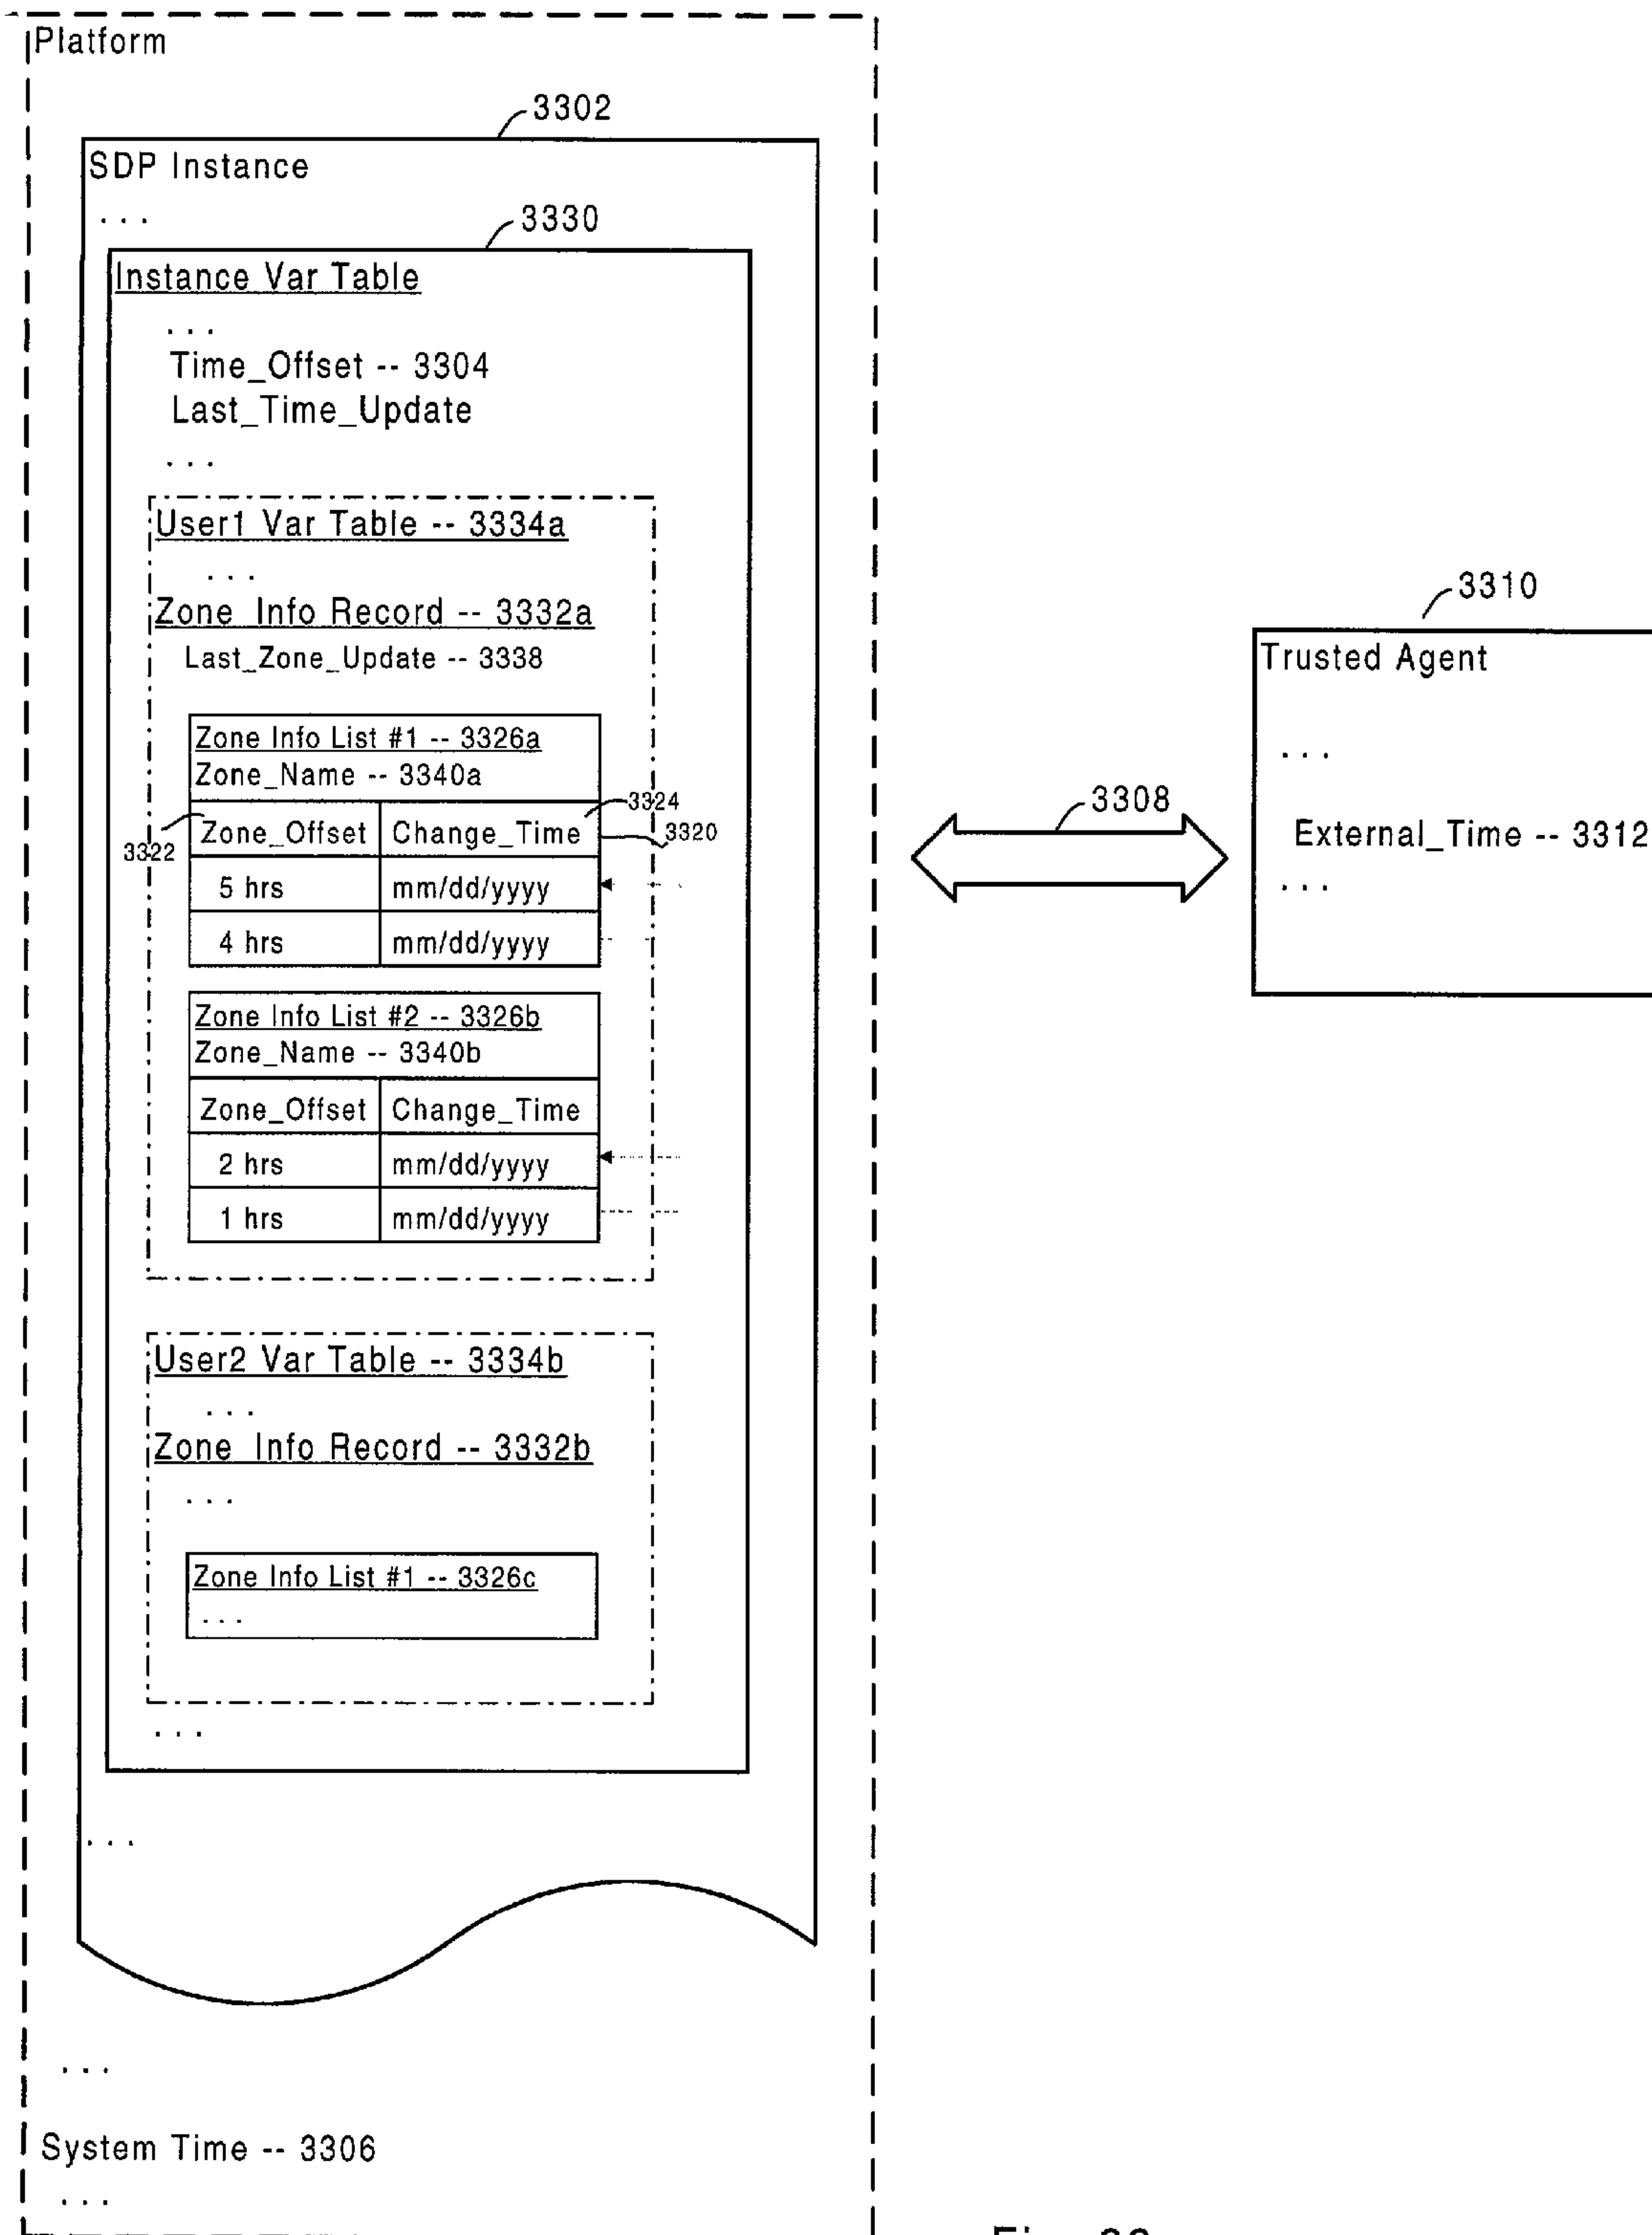 Platform
3302
SDP Instance
...
3330
Instance Var Table
...
Time_Offset -- 3304
Last_Time_Update
...
User1 Var Table -- 3334a
...
Zone Info Record -- 3332a
Last_Zone_Update -- 3338
Zone Info List #1 -- 3326a
Zone_Name -- 3340a
3324
Zone_Offset Change_Time
3320
3322
5 hrs mm/dd/yyyy
4 hrs mm/dd/yyyy
Zone Info List #2 -- 3326b
Zone_Name -- 3340b
Zone_Offset Change_Time
2 hrs mm/dd/yyyy
1 hrs mm/dd/yyyy
User2 Var Table -- 3334b
...
Zone Info Record -- 3332b
...
Zone Info List #1 -- 3326c
...
...
...
...
System Time -- 3306
...
3308
3310
Trusted Agent
...
External_Time -- 3312
...